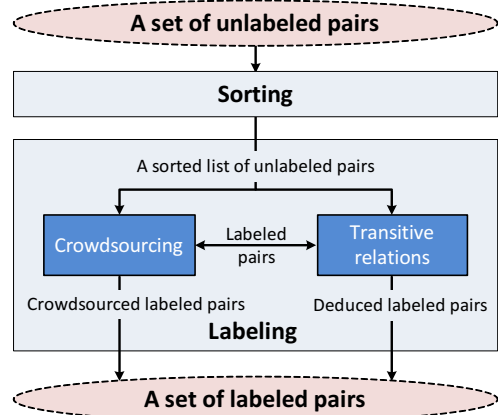 A set of unlabeled pairs
Sorting
A sorted list of unlabeled pairs
Crowdsourcing
Labeled
pairs
Transitive
relations
Crowdsourced labeled pairs
Deduced labeled pairs
Labeling
A set of labeled pairs